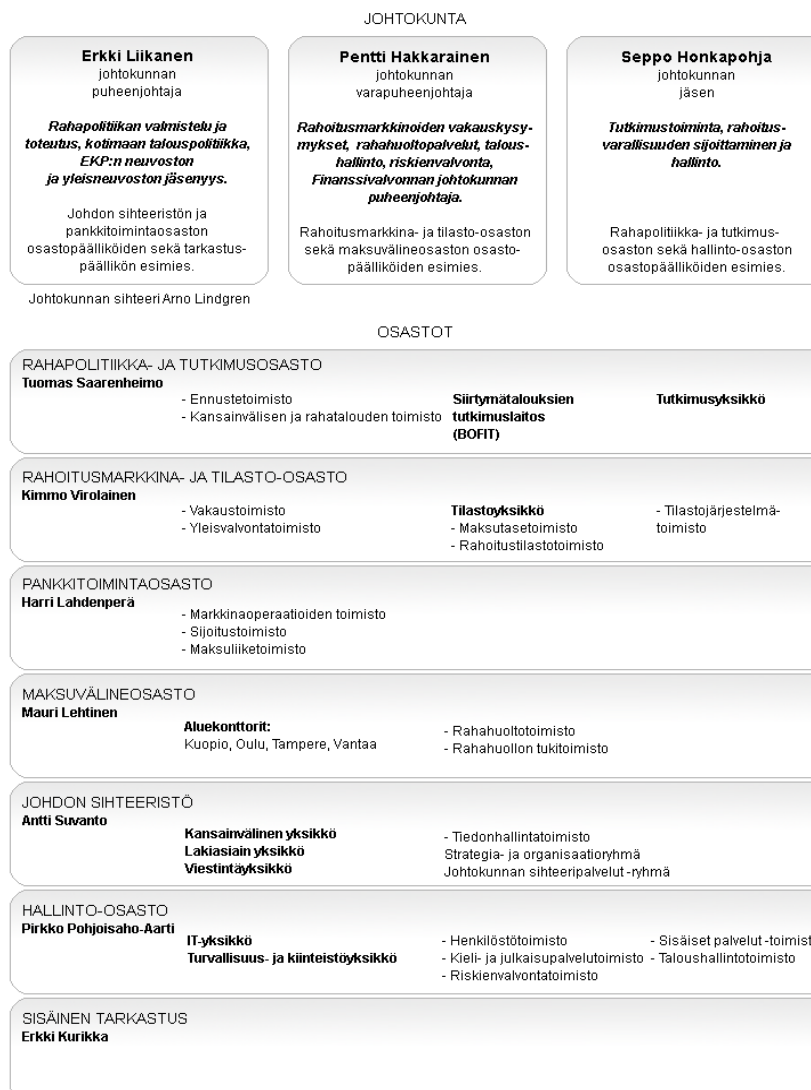 JOHTOKUNTA
Erkki Liikanen
johtokunnan
puheenjohtaja
Rahapolitiikan valmistelu ja
toteutus, kotimaan talouspolitiikka,
EKP:n neuvoston
ja yleisneuvoston jäsenyys.
Johdon sihteeristön ja
pankkitoimintaosaston
osastopäälliköiden sekä tarkastus-
päällikön esimies.
Pentti Hakkarainen
johtokunnan
varapuheenjohtaja
Rahoitusmarkkinoiden vakauskysy-
mykset, rahahuoltopalvelut, talous-
hallinto, riskienvalvonta,
Finanssivalvonnan johtokunnan
puheenjohtaja.
Rahoitusmarkkina- ja tilasto-osaston
sekä maksuvälineosaston osasto-
päälliköiden esimies.
Seppo Honkapohja
johtokunnan
jäsen
Tutkimustoiminta, rahoitus-
varallisuuden sijoittaminen ja
hallinto.
Rahapolitiikka- ja tutkimus-
osaston sekä hallinto-osaston
osastopäälliköiden esimies.
Johtokunnan sihteeri Arno Lindgren
OSASTOT
RAHAPOLITIIKKA- JA TUTKIMUSOSASTO
Tuomas Saarenheimo
- Ennustetoimisto
- Kansainvälisen ja rahatalouden toimisto
Siirtymätalouksien
tutkimuslaitos
(BOFIT)
Tutkimusyksikkö
RAHOITUSMARKKINA- JA TILASTO-OSASTO
Kimmo Virolainen
- Vakaustoimisto
- Yleisvalvontatoimisto
Tilastoyksikkö
- Maksutasetoimisto
- Rahoitustilastotoimisto
- Tilastojärjestelmä-
toimisto
PANKKITOIMINTAOSASTO
Harri Lahdenperä
- Markkinaoperaatioiden toimisto
- Sijoitustoimisto
- Maksuliiketoimisto
MAKSUVÄLINEOSASTO
Mauri Lehtinen
Aluekonttorit:
Kuopio, Oulu, Tampere, Vantaa
- Rahahuoltotoimisto
- Rahahuollon tukitoimisto
JOHDON SIHTEERISTÖ
Antti Suvanto
Kansainvälinen yksikkö
Lakiasiain yksikkö
Viestintäyksikkö
- Tiedonhallintatoimisto
Strategia- ja organisaatioryhmä
Johtokunnan sihteeripalvelut -ryhmä
HALLINTO-OSASTO
Pirkko Pohjoisaho-Aarti
IT-yksikkö
Turvallisuus- ja kiinteistöyksikkö
- Henkilöstötoimisto
- Kieli- ja julkaisupalvelutoimisto
- Riskienvalvontatoimisto
- Sisäiset palvelut -toimist
- Taloushallintotoimisto
SISÄINEN TARKASTUS
Erkki Kurikka